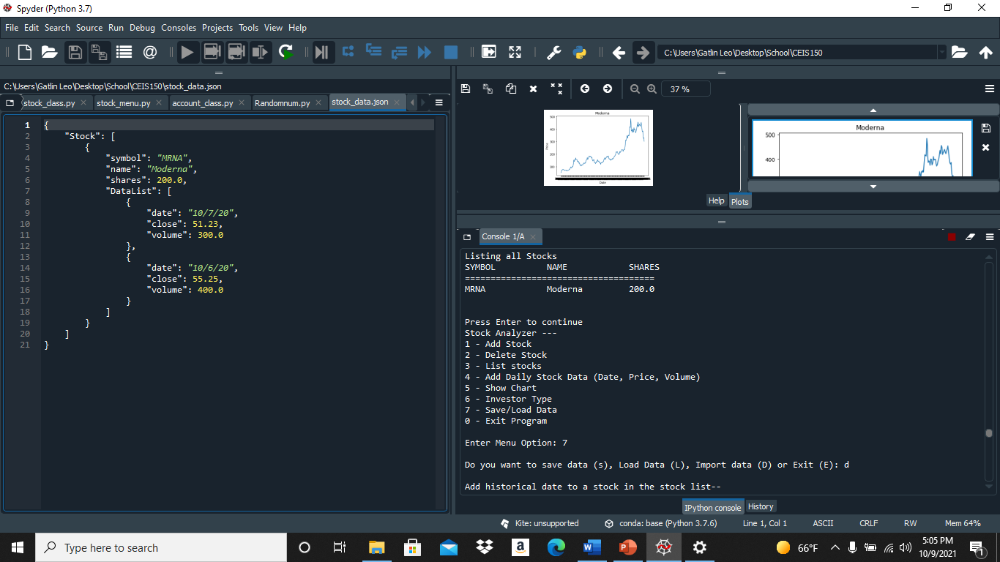 Spyder (Python 3.7)
File Edit Search Source Run Debug Consoles Projects Tools View Help
C:\Users\Gatlin Leo\Desktop\School\CEIS150
C:\Users\Gatlin Leo\Desktop\School\CEIS150\stock_data.json
stock_class.py stock_menu.py account_class.py Randomnum.py stock_data.json
1 {
2 "Stock": [
3 {
4 "symbol": "MRNA",
5 "name": "Moderna",
6 "shares": 200.0,
7 "DataList": [
8 {
9 "date": "10/7/20",
10 "close": 51.23,
11 "volume": 300.0
12 },
13 {
14 "date": "10/6/20",
15 "close": 55.25,
16 "volume": 400.0
17 }
18 ]
19 }
20 ]
21 }
37 %
Moderna
500
400
300
200
100
Price
Date
Moderna
500
400
Help Plots
Console 1/A
Listing all Stocks
SYMBOL NAME SHARES
=====================================
MRNA Moderna 200.0
Press Enter to continue
Stock Analyzer ---
1 - Add Stock
2 - Delete Stock
3 - List stocks
4 - Add Daily Stock Data (Date, Price, Volume)
5 - Show Chart
6 - Investor Type
7 - Save/Load Data
0 - Exit Program
Enter Menu Option: 7
Do you want to save data (s), Load Data (L), Import data (D) or Exit (E): d
Add historical date to a stock in the stock list--
IPython console History
Kite: unsupported conda: base (Python 3.7.6) Line 1, Col 1 ASCII CRLF RW Mem 64%
Type here to search
66°F
5:05 PM
10/9/2021
1